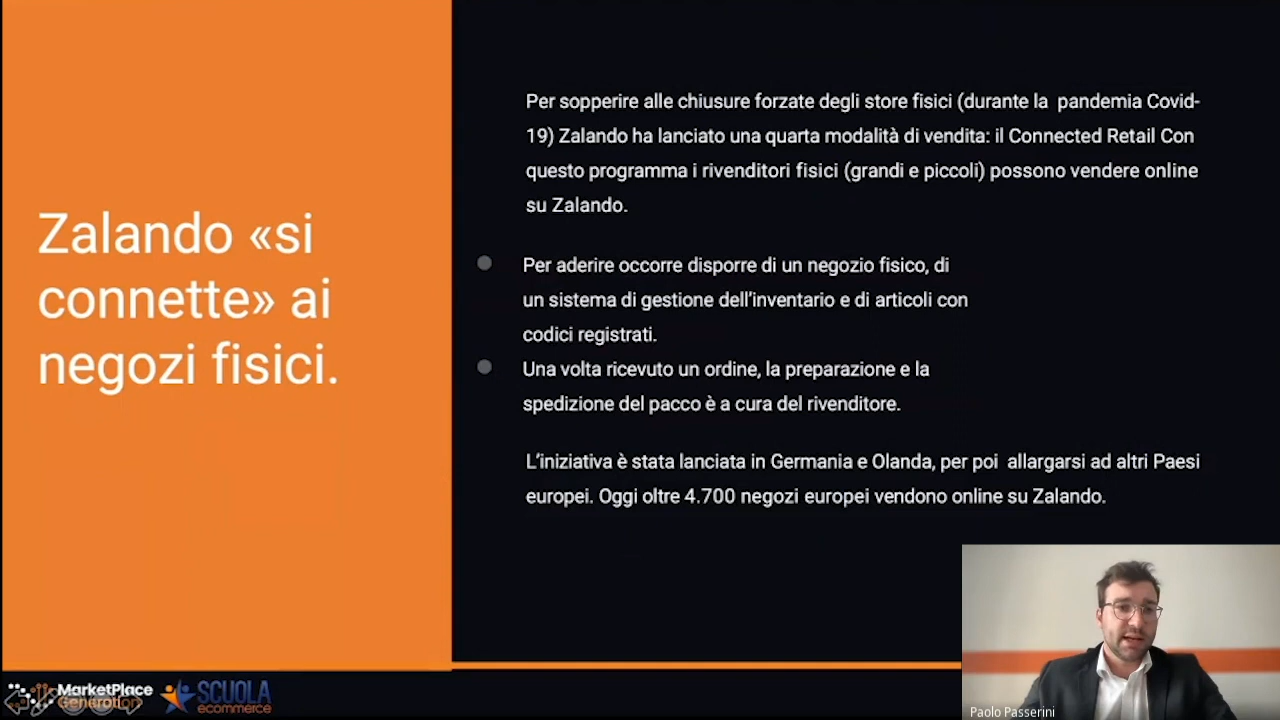 Zalando «si
connette» ai
negozi fisici.
Per sopperire alle chiusure forzate degli store fisici (durante la pandemia Covid-
19) Zalando ha lanciato una quarta modalità di vendita: il Connected Retail Con
questo programma i rivenditori fisici (grandi e piccoli) possono vendere online
su Zalando.
Per aderire occorre disporre di un negozio fisico, di
un sistema di gestione dell'inventario e di articoli con
codici registrati.
Una volta ricevuto un ordine, la preparazione e la
spedizione del pacco è a cura del rivenditore.
L'iniziativa è stata lanciata in Germania e Olanda, per poi allargarsi ad altri Paesi
europei. Oggi oltre 4.700 negozi europei vendono online su Zalando.
MarketPlace
Generation
SCUOLA
ecommerce
Paolo Passerini